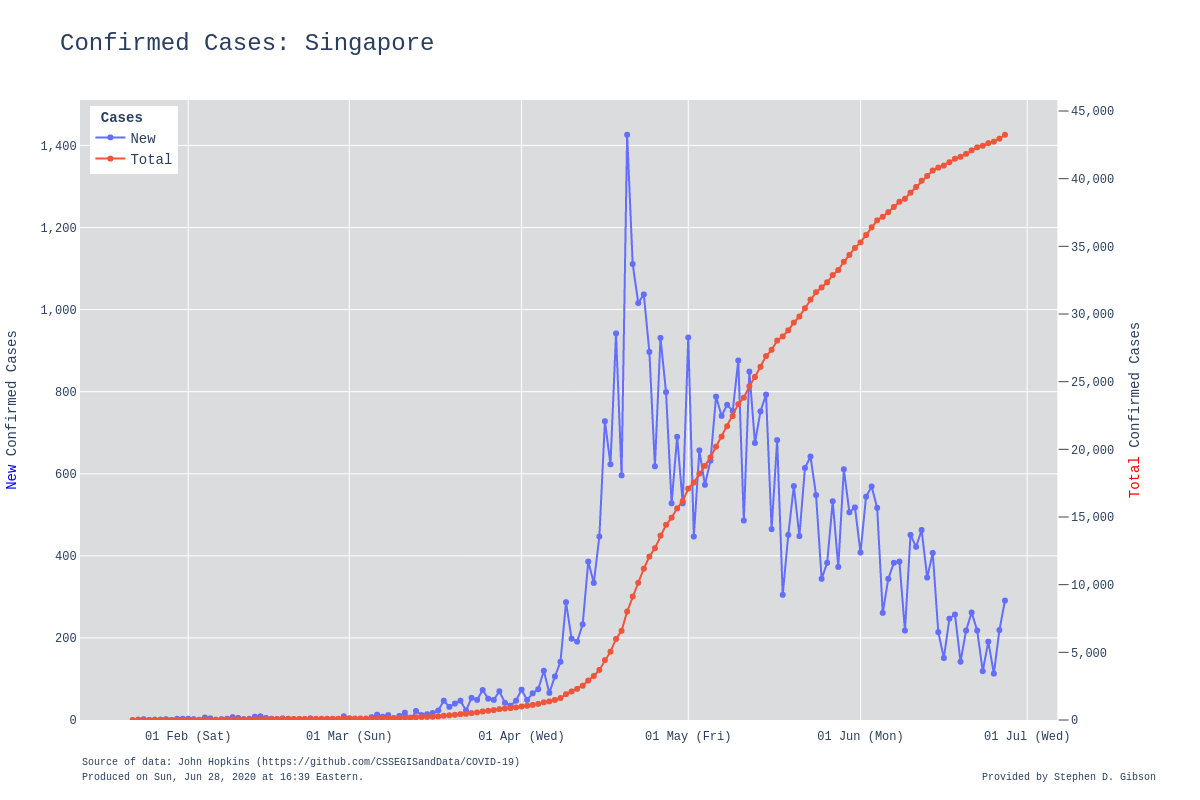 Confirmed Cases: Singapore
Cases
New
Total
1,400
1,200
1,000
800
600
400
200
0
New Confirmed Cases
45,000
40,000
35,000
30,000
25,000
20,000
15,000
10,000
5,000
0
Total Confirmed Cases
01 Feb (Sat)
01 Mar (Sun)
01 Apr (Wed)
01 May (Fri)
01 Jun (Mon)
01 Jul (Wed)
Source of data: John Hopkins (https://github.com/CSSEGISandData/COVID-19)
Produced on Sun, Jun 28, 2020 at 16:39 Eastern.
Provided by Stephen D. Gibson